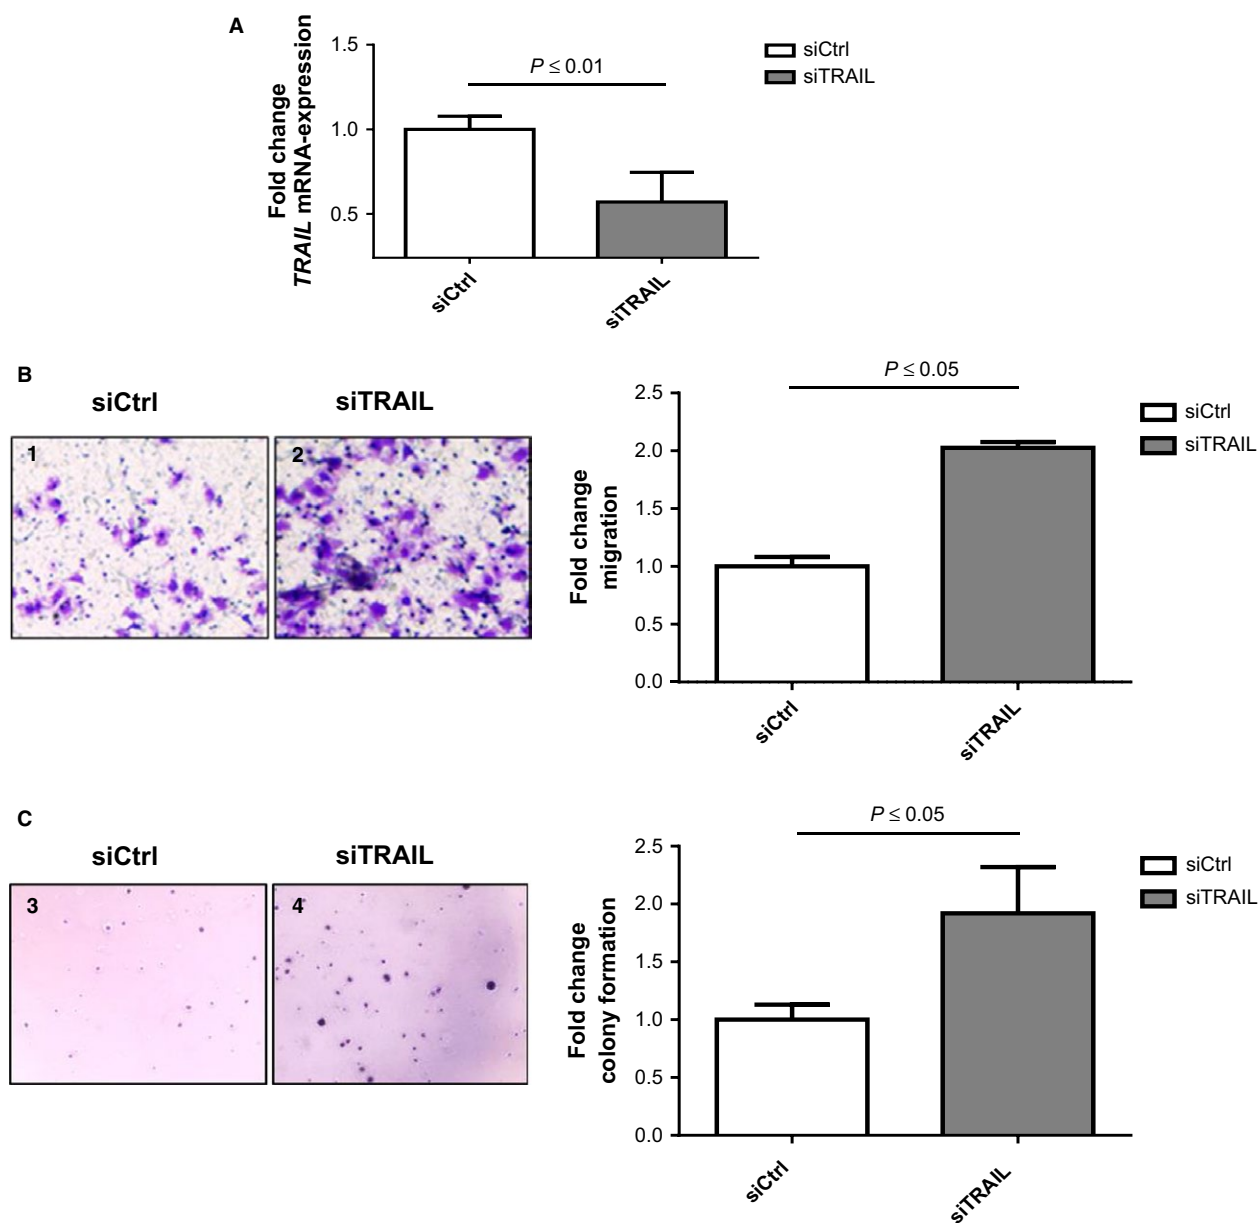 A
Fold change
TRAIL mRNA-expression
1.5
1.0
0.5
P ≤ 0.01
siCtrl
siTRAIL
siCtrl
siTRAIL
B
siCtrl
siTRAIL
1
2
Fold change
migration
2.5
2.0
1.5
1.0
0.5
0.0
P ≤ 0.05
siCtrl
siTRAIL
siCtrl
siTRAIL
C
siCtrl
siTRAIL
3
4
Fold change
colony formation
2.5
2.0
1.5
1.0
0.5
0.0
P ≤ 0.05
siCtrl
siTRAIL
siCtrl
siTRAIL